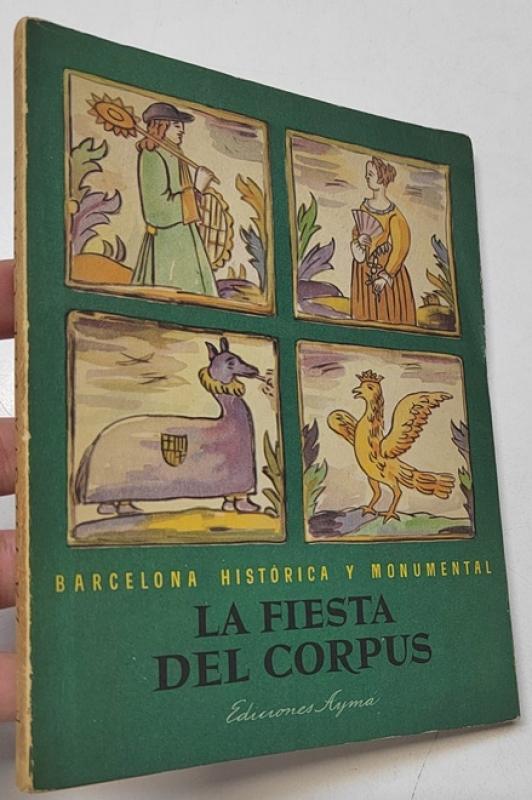 BARCELONA HISTÓRICA Y MONUMENTAL
LA FIESTA
DEL CORPUS
Ediciones Ayma